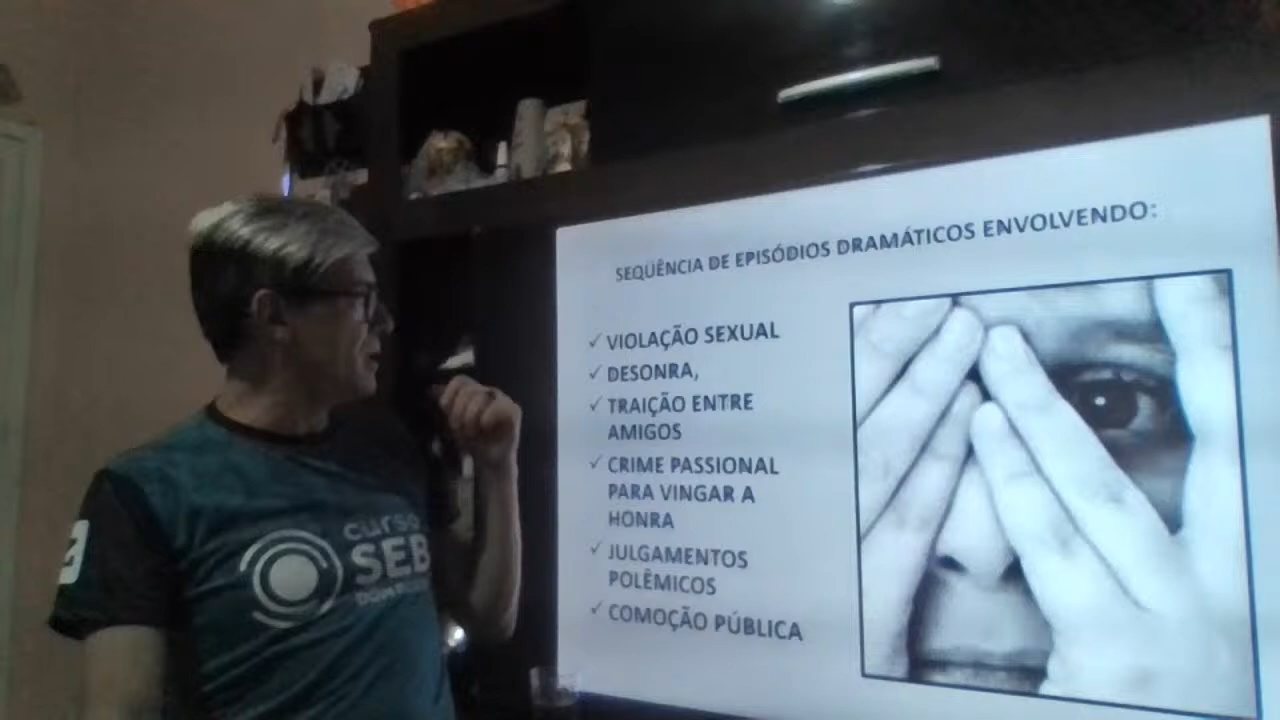 SEQÜÊNCIA DE EPISÓDIOS DRAMÁTICOS ENVOLVENDO:
✓ VIOLAÇÃO SEXUAL
✓ DESONRA,
✓ TRAIÇÃO ENTRE
AMIGOS
✓ CRIME PASSIONAL
PARA VINGAR A
HONRA
✓ JULGAMENTOS
POLÊMICOS
✓ COMOÇÃO PÚBLICA
curso
SEB